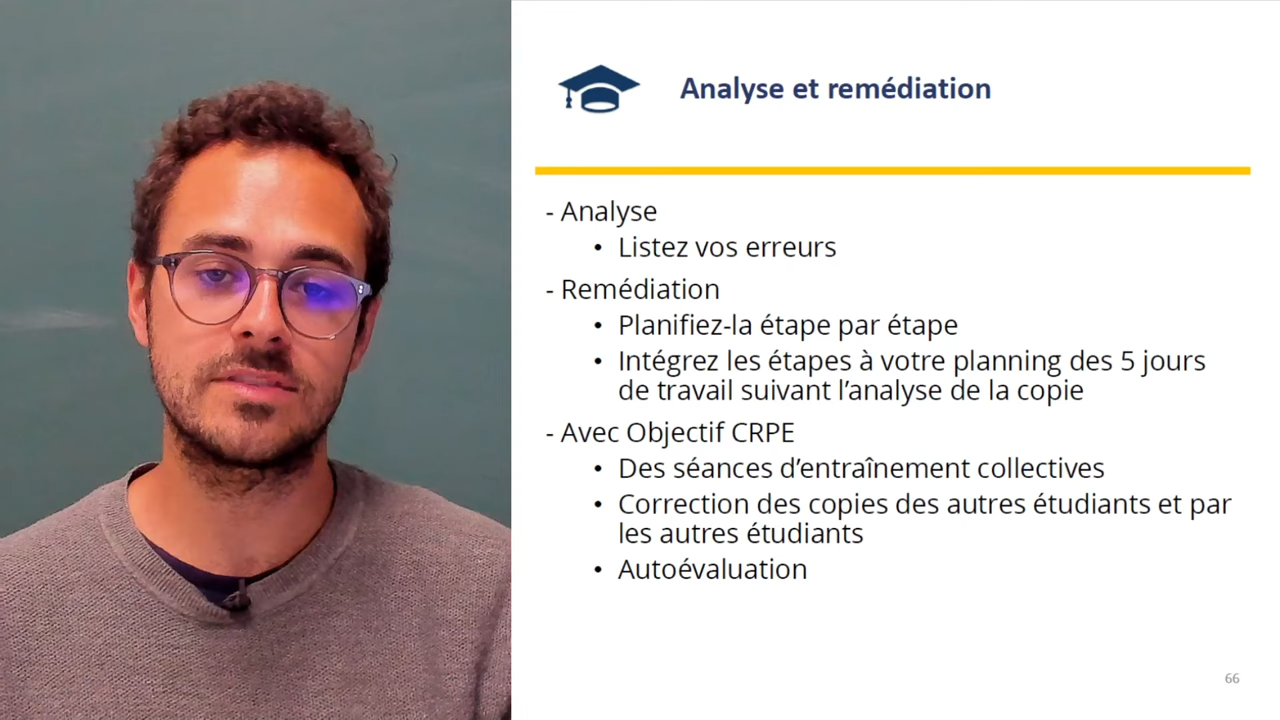 Analyse et remédiation
- Analyse
• Listez vos erreurs
- Remédiation
• Planifiez-la étape par étape
• Intégrez les étapes à votre planning des 5 jours
de travail suivant l’analyse de la copie
- Avec Objectif CRPE
• Des séances d’entraînement collectives
• Correction des copies des autres étudiants et par
les autres étudiants
• Autoévaluation
66